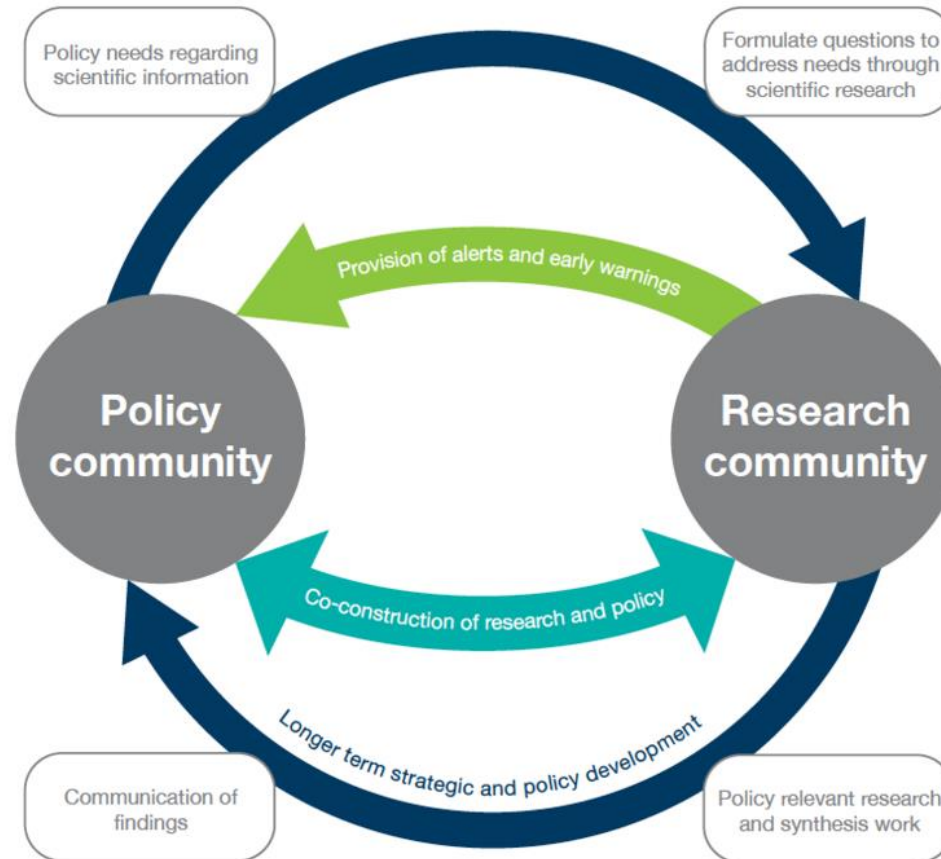 Policy needs regarding
scientific information
Formulate questions to
address needs through
scientific research
Provision of alerts and early warnings
Policy
community
Research
community
Co-construction of research and policy
Longer term strategic and policy development
Communication of
findings
Policy relevant research
and synthesis work